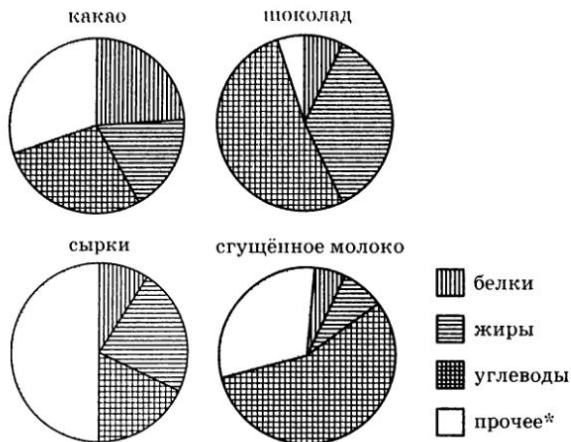 какао
шоколад
сырки
сгущённое молоко
белки
жиры
углеводы
прочее*